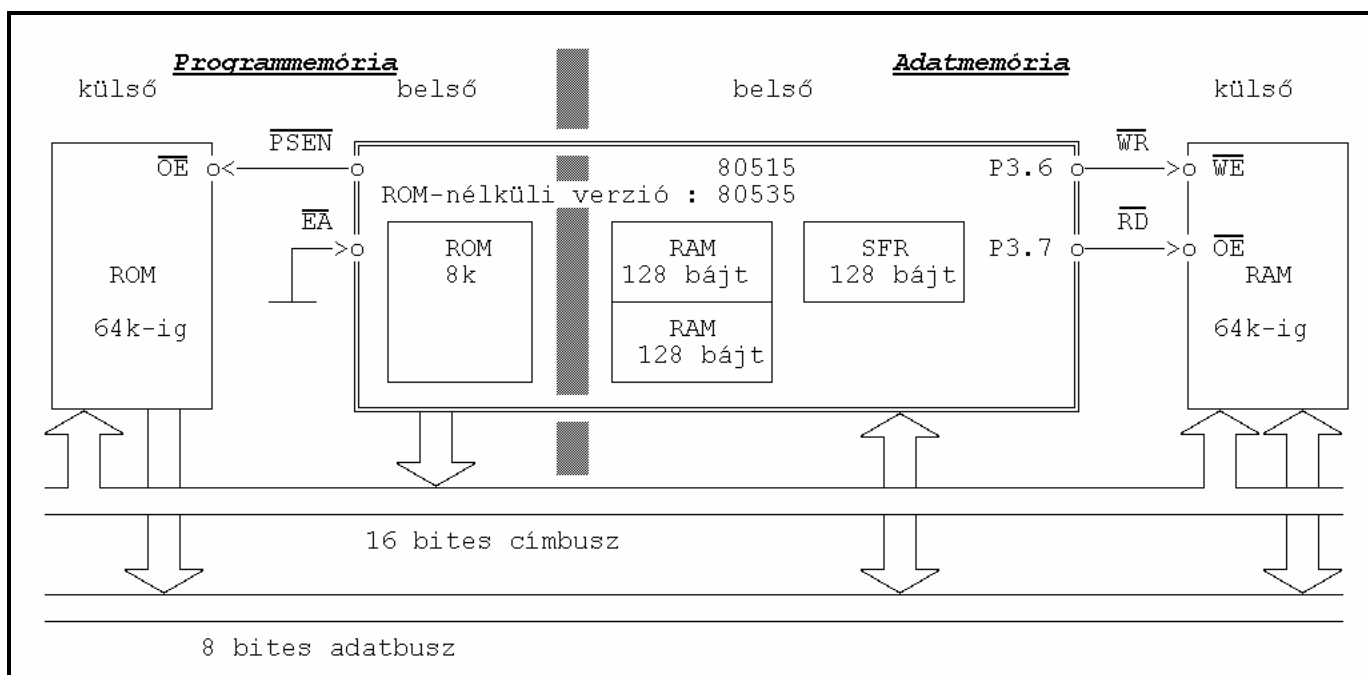 Programmemória Adatmemória
külső belső belső külső
PSEN WR
OE 80515 P3.6 WE
ROM-nélküli verzió : 80535
EA RD
ROM RAM SFR P3.7 OE
ROM 8k 128 bájt 128 bájt RAM
64k-ig RAM 64k-ig
128 bájt
16 bites címbusz
8 bites adatbusz